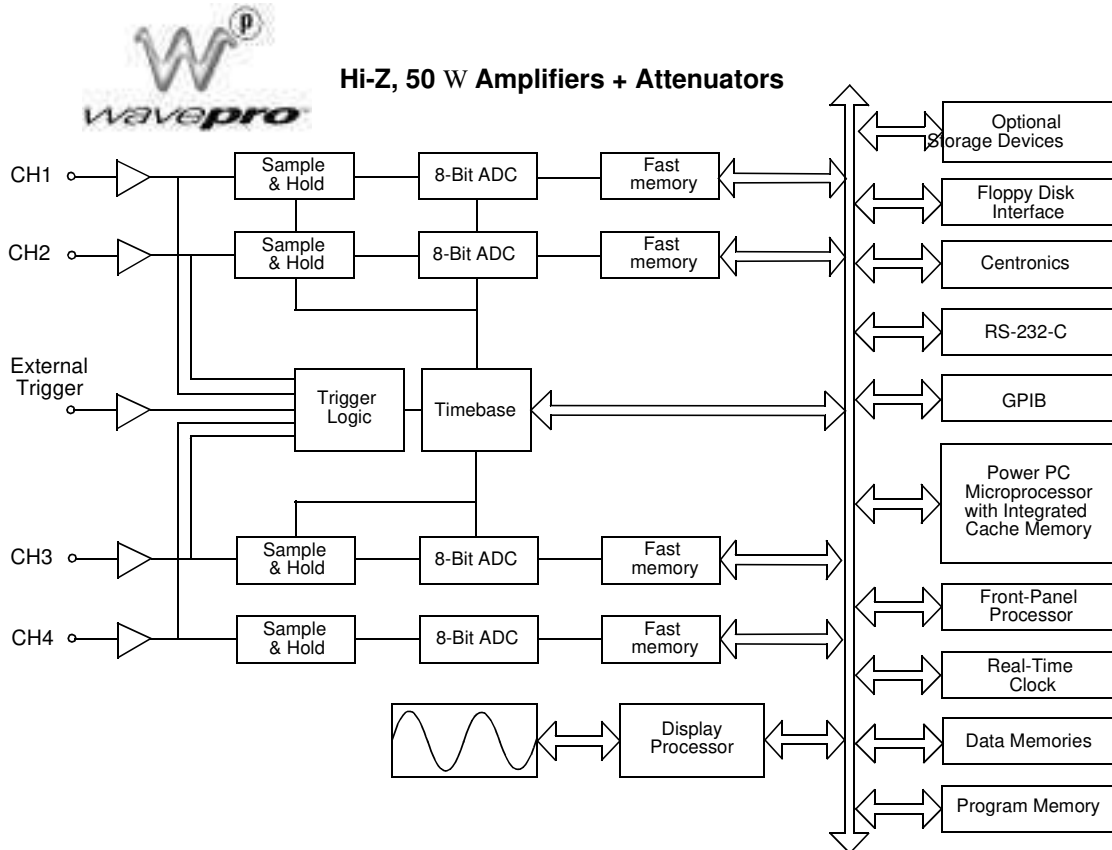 p
W
wavepro
Hi-Z, 50 W Amplifiers + Attenuators
CH1
Sample
& Hold
8-Bit ADC
Fast
memory
CH2
Sample
& Hold
8-Bit ADC
Fast
memory
External
Trigger
Trigger
Logic
Timebase
CH3
Sample
& Hold
8-Bit ADC
Fast
memory
CH4
Sample
& Hold
8-Bit ADC
Fast
memory
Display
Processor
Optional
Storage Devices
Floppy Disk
Interface
Centronics
RS-232-C
GPIB
Power PC
Microprocessor
with Integrated
Cache Memory
Front-Panel
Processor
Real-Time
Clock
Data Memories
Program Memory